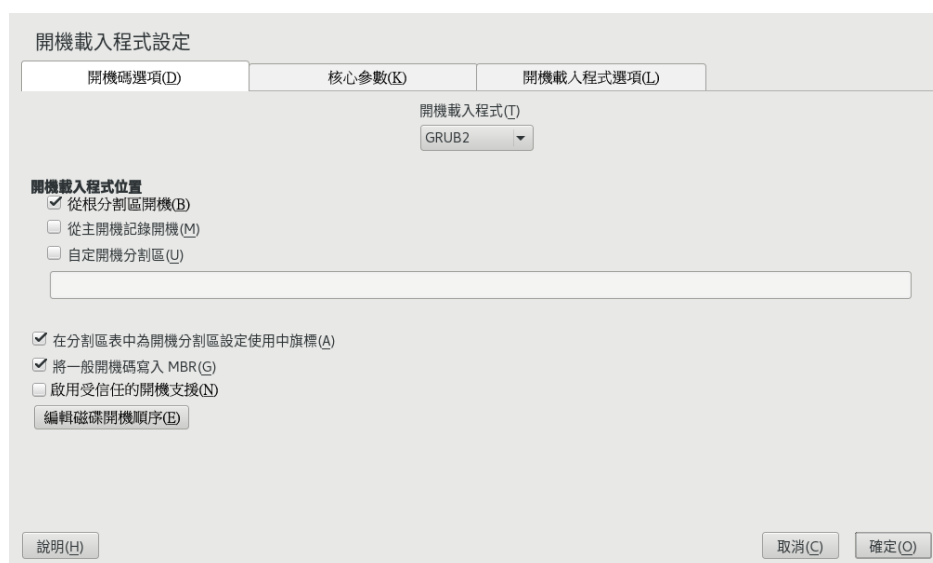 開機載入程式設定
開機碼選項(D)
核心參數(K)
開機載入程式選項(L)
開機載入程式(T)
GRUB2
開機載入程式位置
從根分割區開機(B)
從主開機記錄開機(M)
自定開機分割區(U)
在分割區表中為開機分割區設定使用中旗標(A)
將一般開機碼寫入 MBR(G)
啟用受信任的開機支援(N)
編輯磁碟開機順序(E)
說明(H)
取消(C)
確定(O)